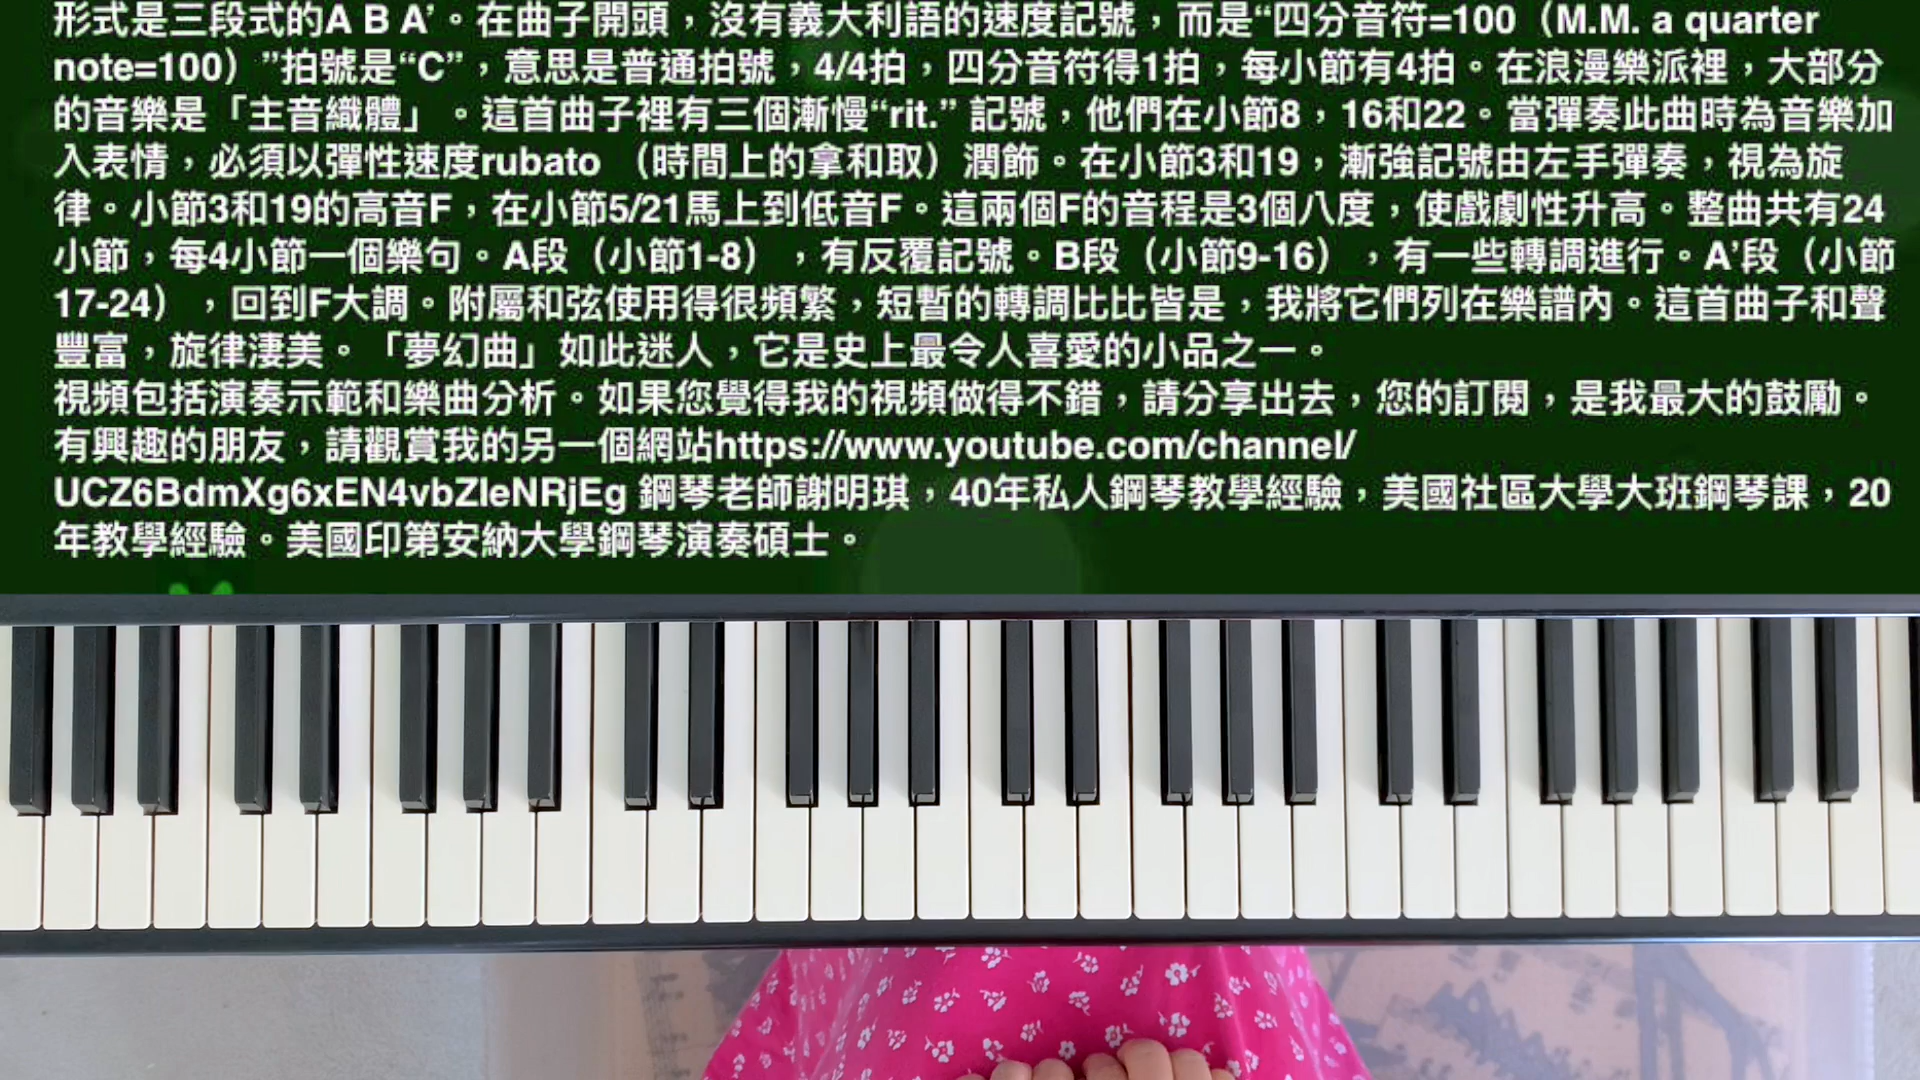 形式是三段式的A B A’。在曲子開頭，沒有義大利語的速度記號，而是“四分音符=100（M.M. a quarter
note=100）”拍號是“C”，意思是普通拍號，4/4拍，四分音符得1拍，每小節有4拍。在浪漫樂派裡，大部分
的音樂是「主音織體」。這首曲子裡有三個漸慢“rit.” 記號，他們在小節8，16和22。當彈奏此曲時為音樂加
入表情，必須以彈性速度rubato （時間上的拿和取）潤飾。在小節3和19，漸強記號由左手彈奏，視為旋
律。小節3和19的高音F，在小節5/21馬上到低音F。這兩個F的音程是3個八度，使戲劇性升高。整曲共有24
小節，每4小節一個樂句。A段（小節1-8），有反覆記號。B段（小節9-16），有一些轉調進行。A’段（小節
17-24），回到F大調。附屬和弦使用得很頻繁，短暫的轉調比比皆是，我將它們列在樂譜內。這首曲子和聲
豐富，旋律淒美。「夢幻曲」如此迷人，它是史上最令人喜愛的小品之一。
視頻包括演奏示範和樂曲分析。如果您覺得我的視頻做得不錯，請分享出去，您的訂閱，是我最大的鼓勵。
有興趣的朋友，請觀賞我的另一個網站https://www.youtube.com/channel/
UCZ6BdmXg6xEN4vbZleNRjEg 鋼琴老師謝明琪，40年私人鋼琴教學經驗，美國社區大學大班鋼琴課，20
年教學經驗。美國印第安納大學鋼琴演奏碩士。